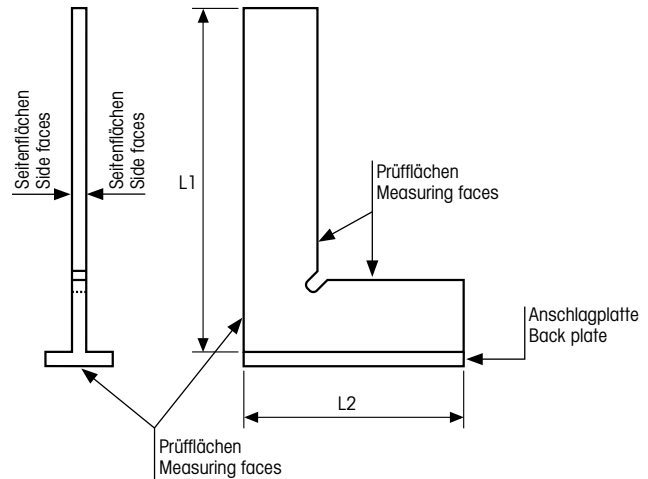 Seitenflächen
Side faces
Seitenflächen
Side faces
L1
Prüfflächen
Measuring faces
Anschlagplatte
Back plate
L2
Prüfflächen
Measuring faces